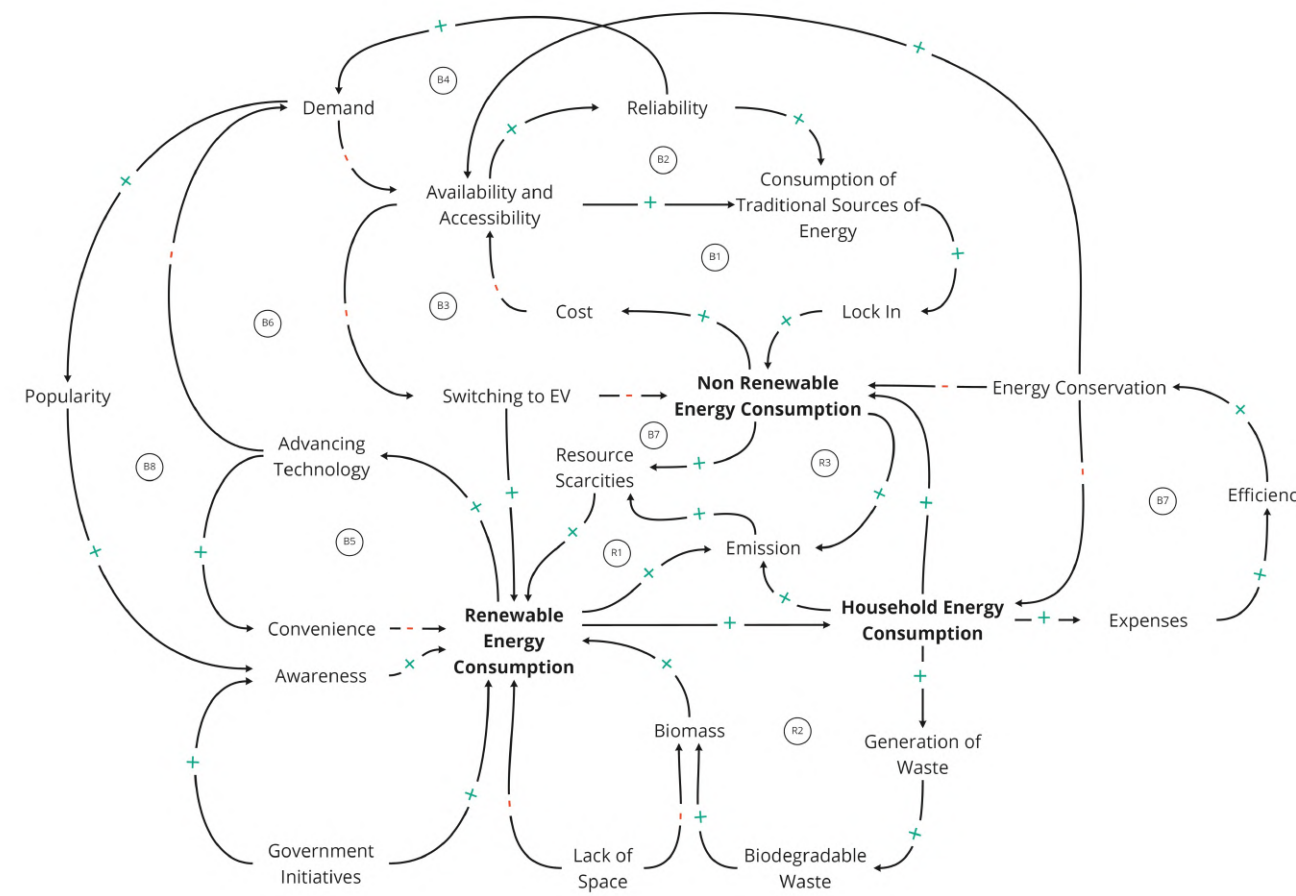 B4
Demand
Reliability
B2
Availability and
Accessibility
Consumption of
Traditional Sources of
Energy
B1
B3
Cost
Lock In
B6
Popularity
Switching to EV
Non Renewable
Energy Consumption
Energy Conservation
B7
Advancing
Technology
Resource
Scarcities
R3
B8
B7
Efficienc
B5
R1
Emission
Convenience
Renewable
Energy
Consumption
Household Energy
Consumption
Expenses
Awareness
Biomass
R2
Generation of
Waste
Government
Initiatives
Lack of
Space
Biodegradable
Waste